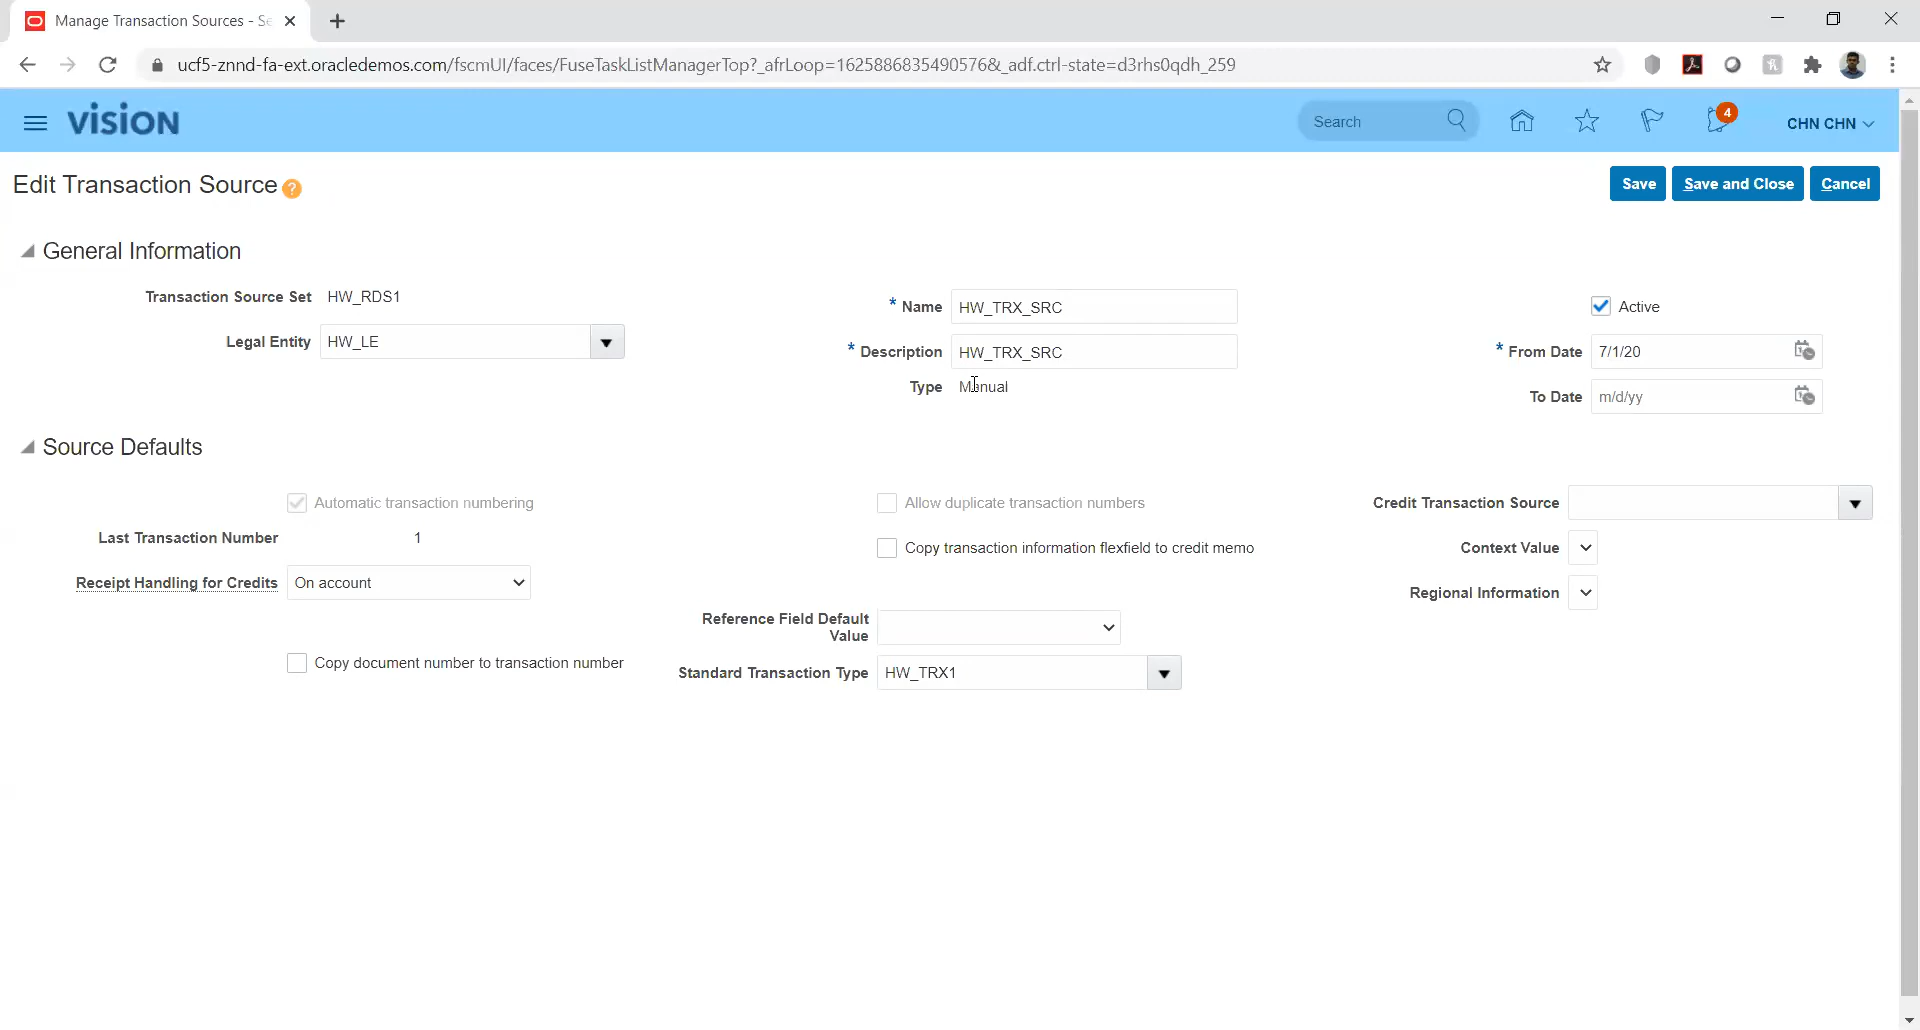 Manage Transaction Sources - Se
ucf5-znnd-fa-ext.oracledemos.com/fscmUI/faces/FuseTaskListManagerTop?_afrLoop=16258868354905768&_adf.ctrl-state=d3rhs0qdh_259
VISION
Search
4
CHN CHN
Edit Transaction Source ?
Save
Save and Close
Cancel
General Information
Transaction Source Set HW_RDS1
* Name HW_TRX_SRC
Active
Legal Entity HW_LE
* Description HW_TRX_SRC
* From Date 7/1/20
Type Manual
To Date m/d/yy
Source Defaults
Automatic transaction numbering
Allow duplicate transaction numbers
Credit Transaction Source
Last Transaction Number 1
Copy transaction information flexfield to credit memo
Context Value
Receipt Handling for Credits On account
Regional Information
Reference Field Default
Value
Copy document number to transaction number
Standard Transaction Type HW_TRX1